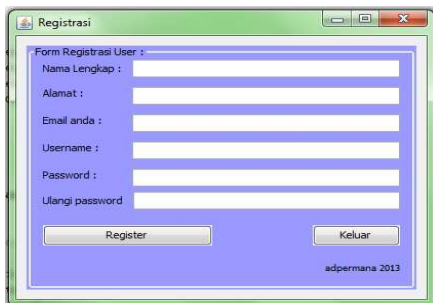 Registrasi
Form Registrasi User :
Nama Lengkap :
Alamat :
Email anda :
Username :
Password :
Ulangi password
Register Keluar
adpermana 2013